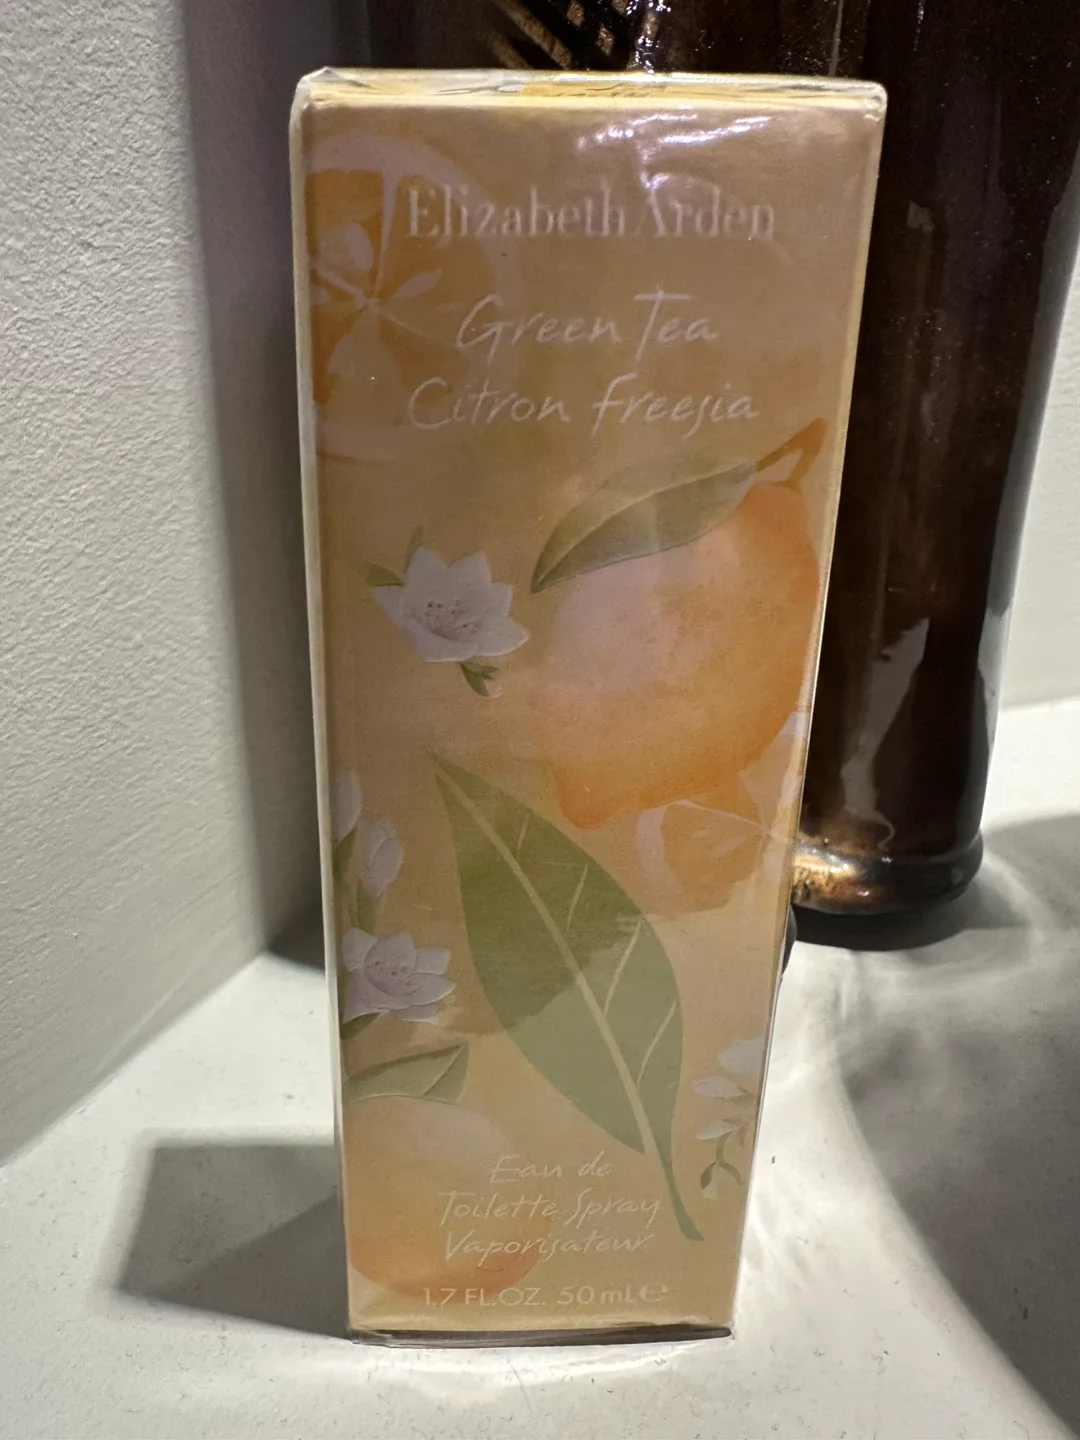 Elizabeth Arden
Green Tea
Citron Freesia
Eau de
Toilette Spray
Vaporisateur
1.7 FL.OZ. 50 mL ℮